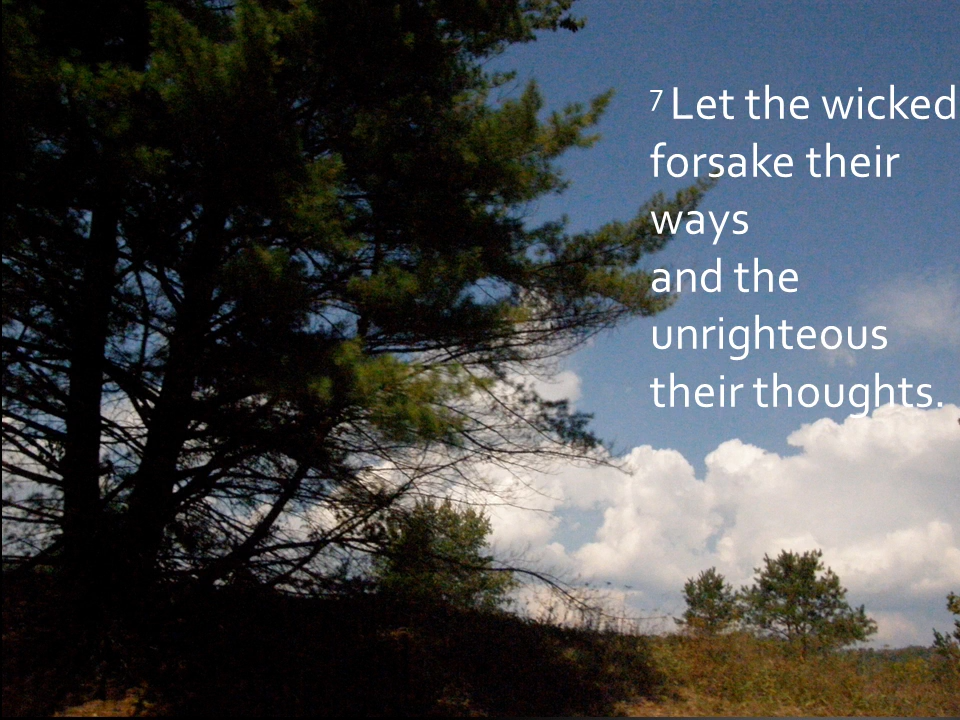 7 Let the wicked
forsake their
ways
and the
unrighteous
their thoughts.